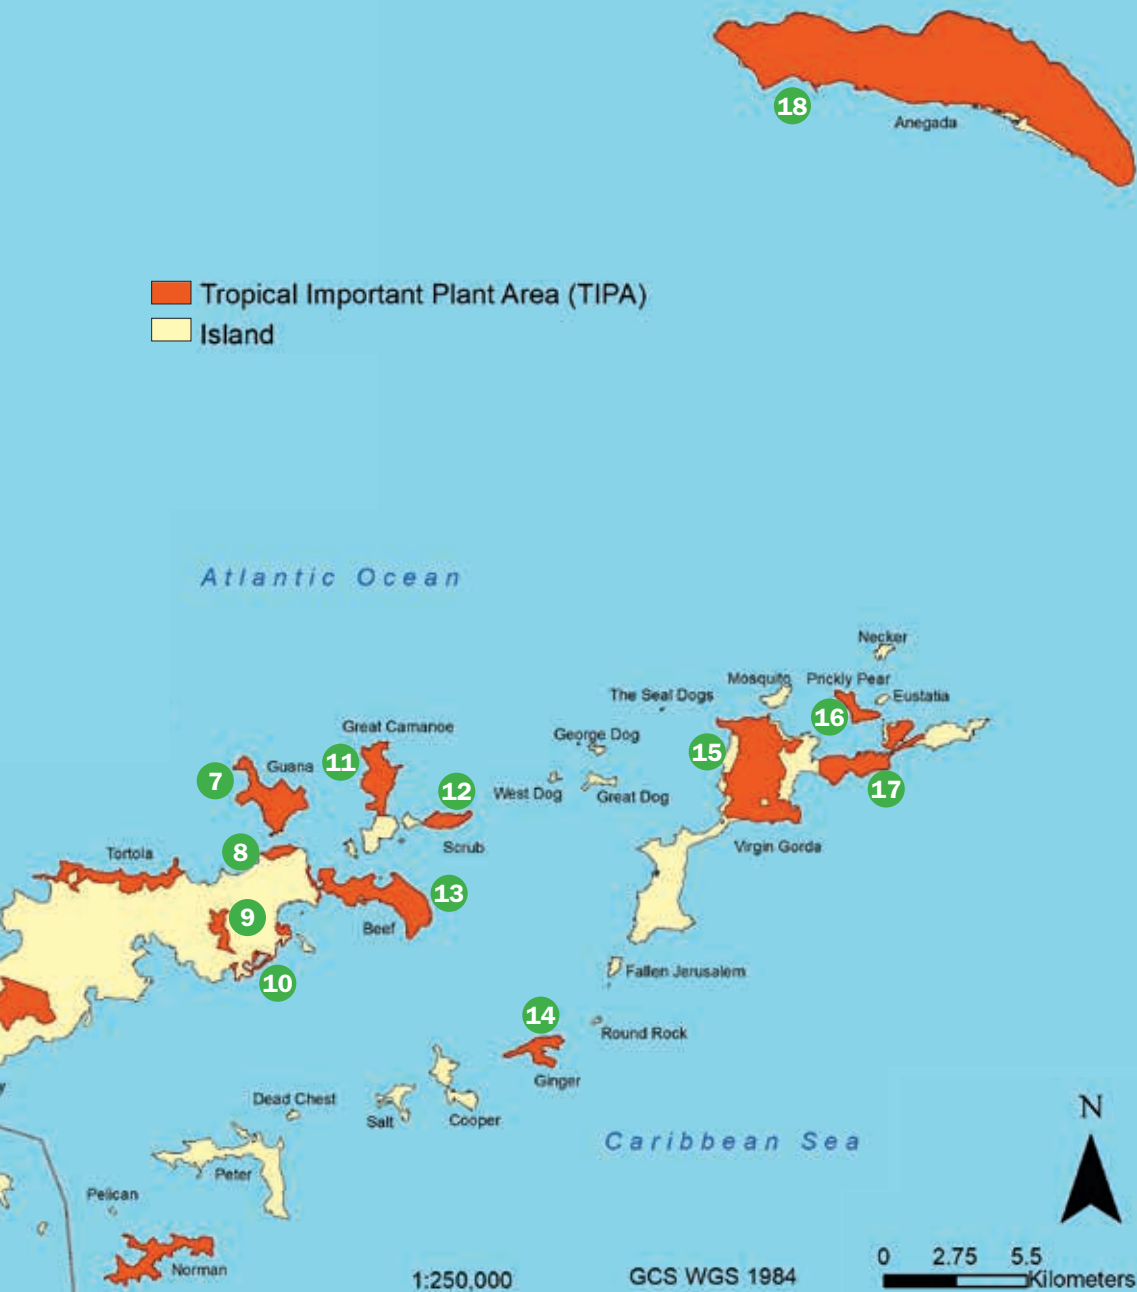 18
Anegada
Tropical Important Plant Area (TIPA)
Island
Atlantic Ocean
Necker
Mosquito
Prickly Pear
The Seal Dogs
Eustatia
16
Great Camanoe
George Dog
15
11
Guana
7
12
West Dog
Great Dog
17
Scrub
Virgin Gorda
8
Tortola
13
9
Beef
10
Fallen Jerusalem
14
Round Rock
Ginger
y
Dead Chest
Salt
Cooper
Caribbean Sea
N
Peter
Pelican
Norman
0 2.75 5.5
Kilometers
1:250,000
GCS WGS 1984